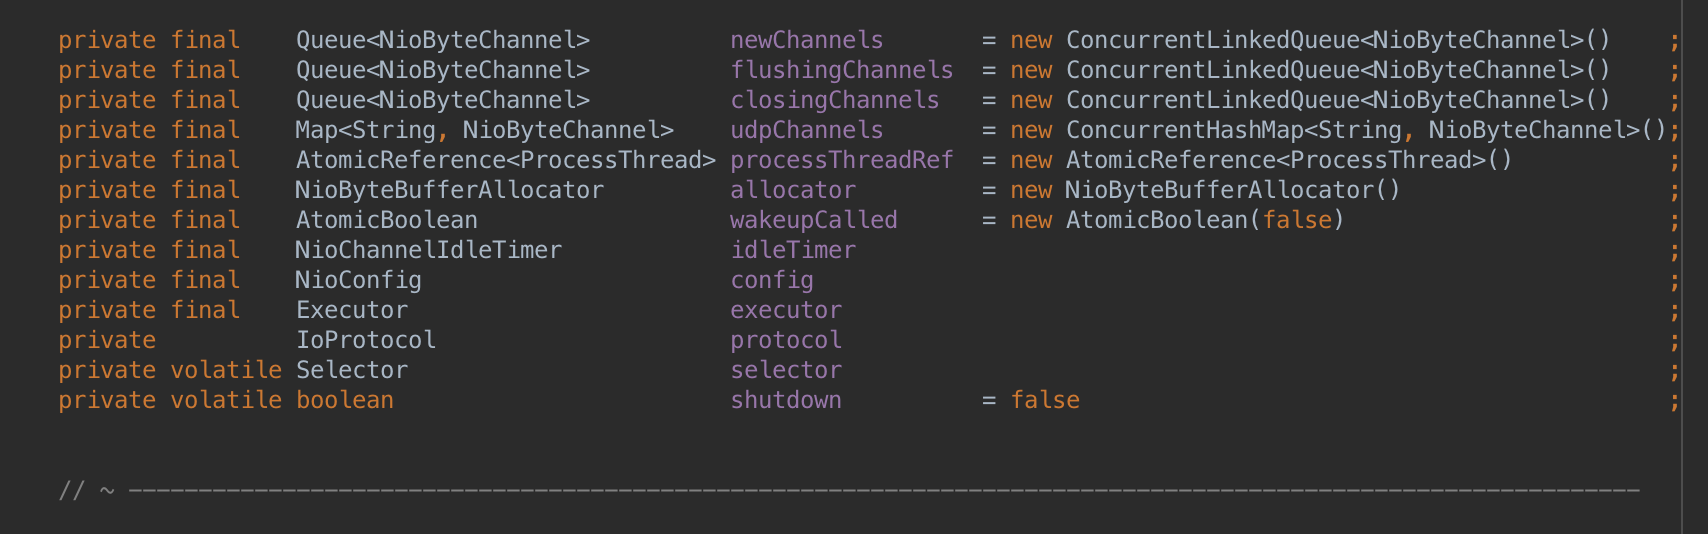 private final    Queue<NioByteChannel>          newChannels       = new ConcurrentLinkedQueue<NioByteChannel>()    ;
private final    Queue<NioByteChannel>          flushingChannels  = new ConcurrentLinkedQueue<NioByteChannel>()    ;
private final    Queue<NioByteChannel>          closingChannels   = new ConcurrentLinkedQueue<NioByteChannel>()    ;
private final    Map<String, NioByteChannel>    udpChannels       = new ConcurrentHashMap<String, NioByteChannel>();
private final    AtomicReference<ProcessThread> processThreadRef  = new AtomicReference<ProcessThread>()           ;
private final    NioByteBufferAllocator         allocator         = new NioByteBufferAllocator()                   ;
private final    AtomicBoolean                  wakeupCalled      = new AtomicBoolean(false)                       ;
private final    NioChannelIdleTimer            idleTimer                                                          ;
private final    NioConfig                      config                                                             ;
private final    Executor                       executor                                                           ;
private          IoProtocol                     protocol                                                           ;
private volatile Selector                       selector                                                           ;
private volatile boolean                        shutdown          = false                                          ;
// ~ ------------------------------------------------------------------------------------------------------------